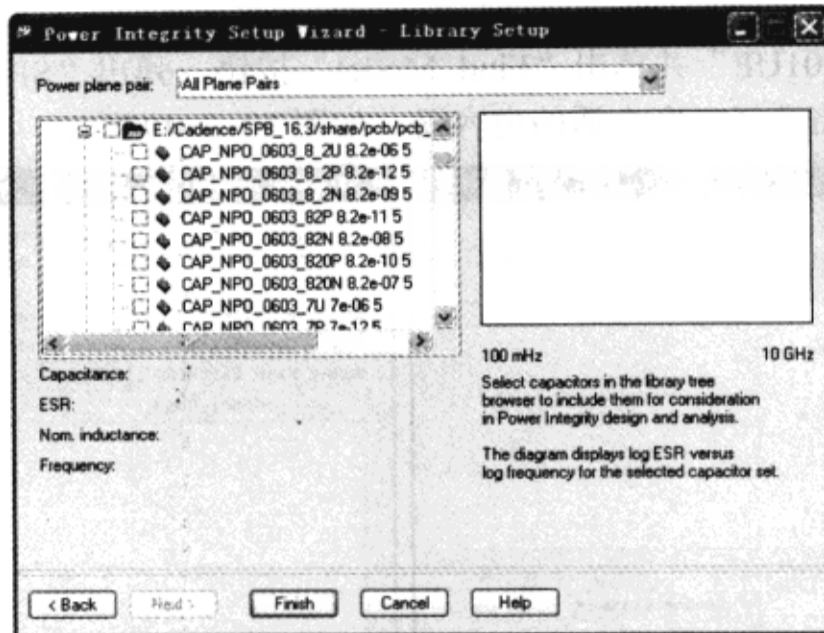 Power Integrity Setup Wizard - Library Setup
Power plane pair: All Plane Pairs
E:/Cadence/SPB_16.3/share/pcb/pcb_
CAP_NPO_0603_8_2U 8.2e-06 5
CAP_NPO_0603_8_2P 8.2e-12 5
CAP_NPO_0603_8_2N 8.2e-09 5
CAP_NPO_0603_82P 8.2e-11 5
CAP_NPO_0603_82N 8.2e-08 5
CAP_NPO_0603_820P 8.2e-10 5
CAP_NPO_0603_820N 8.2e-07 5
CAP_NPO_0603_7U 7e-06 5
CAP_NPO_0603_7P 7e-12 5
100 mHz 10 GHz
Capacitance:
ESR:
Nom. inductance:
Frequency:
Select capacitors in the library tree
browser to include them for consideration
in Power Integrity design and analysis.
The diagram displays log ESR versus
log frequency for the selected capacitor set.
< Back Next > Finish Cancel Help